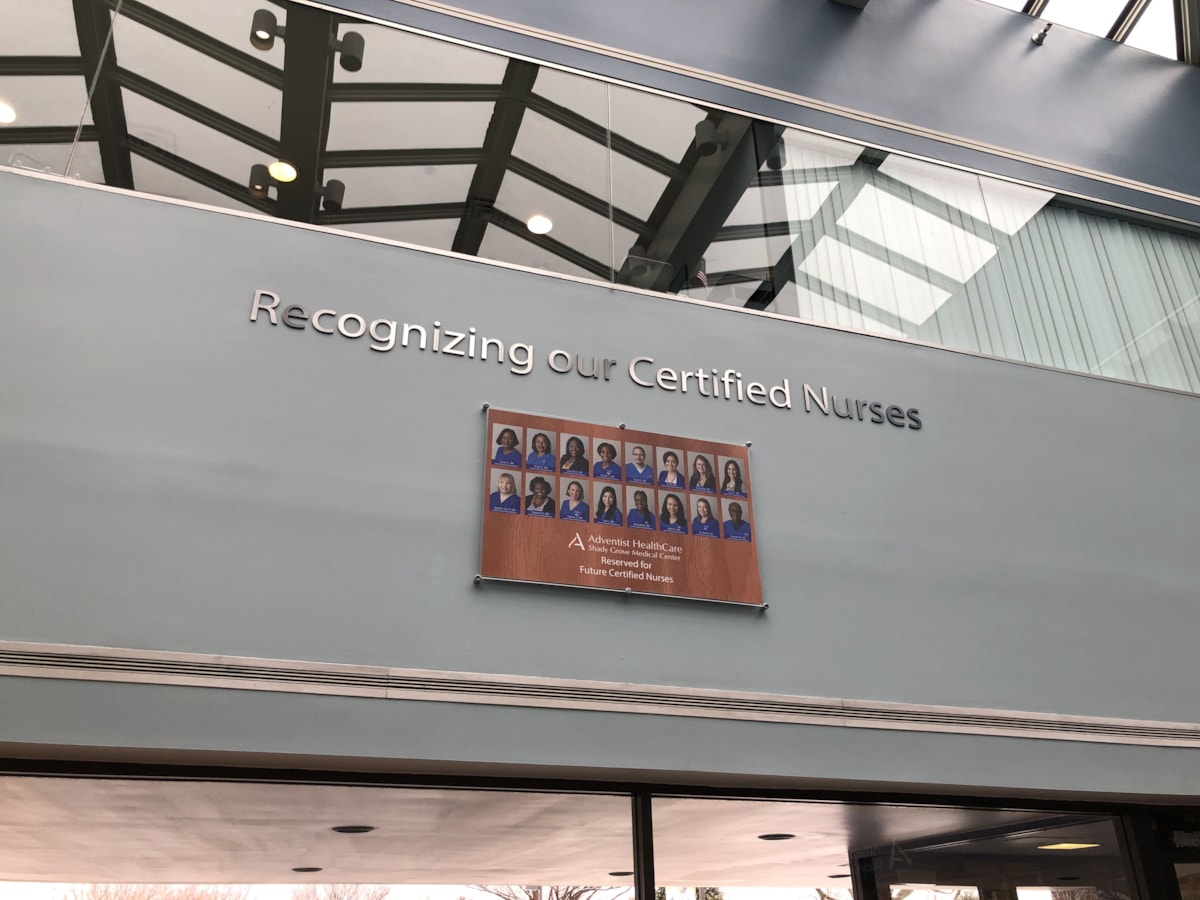 Recognizing our Certified Nurses
Adventist HealthCare
Shady Grove Medical Center
Reserved for
Future Certified Nurses